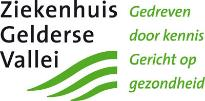 Ziekenhuis
Gelderse
Vallei
Gedreven
door kennis
Gericht op
gezondheid